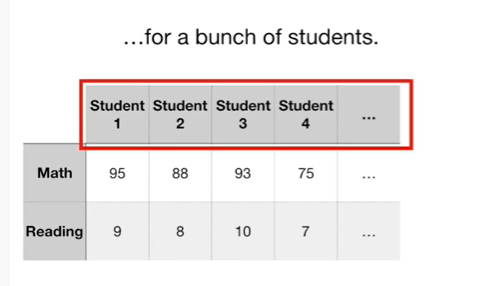 ...for a bunch of students.
Student 1 Student 2 Student 3 Student 4 ...
Math 95 88 93 75 ...
Reading 9 8 10 7 ...